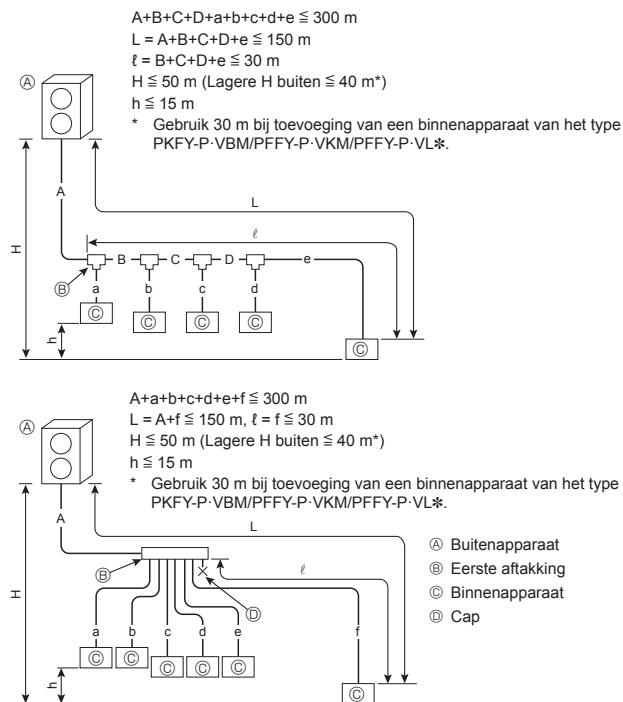 A+B+C+D+a+b+c+d+e ≦ 300 m
L = A+B+C+D+e ≦ 150 m
ℓ = B+C+D+e ≦ 30 m
Ⓐ
H ≦ 50 m (Lagere H buiten ≦ 40 m*)
h ≦ 15 m
* Gebruik 30 m bij toevoeging van een binnenapparaat van het type
PKFY-P·VBM/PFFY-P·VKM/PFFY-P·VL✽.
A
L
H
ℓ
B C D e
Ⓑ
a b c d
Ⓒ Ⓒ Ⓒ Ⓒ
h
Ⓒ
A+a+b+c+d+e+f ≦ 300 m
L = A+f ≦ 150 m, ℓ = f ≦ 30 m
Ⓐ
H ≦ 50 m (Lagere H buiten ≦ 40 m*)
h ≦ 15 m
* Gebruik 30 m bij toevoeging van een binnenapparaat van het type
PKFY-P·VBM/PFFY-P·VKM/PFFY-P·VL✽.
A
L
Ⓑ
ℓ
H
Ⓓ
a b c d e f
Ⓒ Ⓒ Ⓒ Ⓒ Ⓒ
h
Ⓒ
Ⓐ Buitenapparaat
Ⓑ Eerste aftakking
Ⓒ Binnenapparaat
Ⓓ Cap